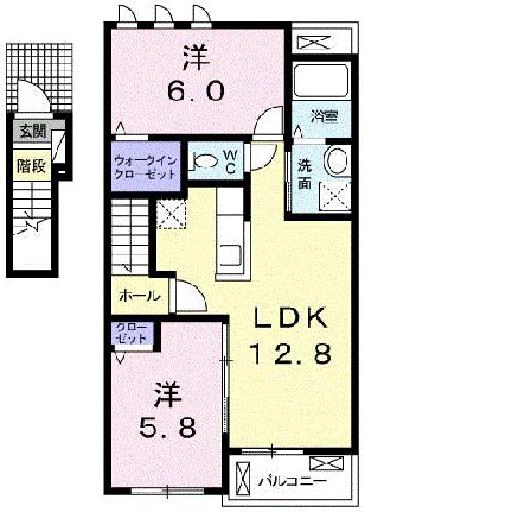 洋
6.0
浴室
玄関
階段
ウォークイン
クローゼット
WC
洗面
ホール
LDK
12.8
クロー
ゼット
洋
5.8
バルコニー